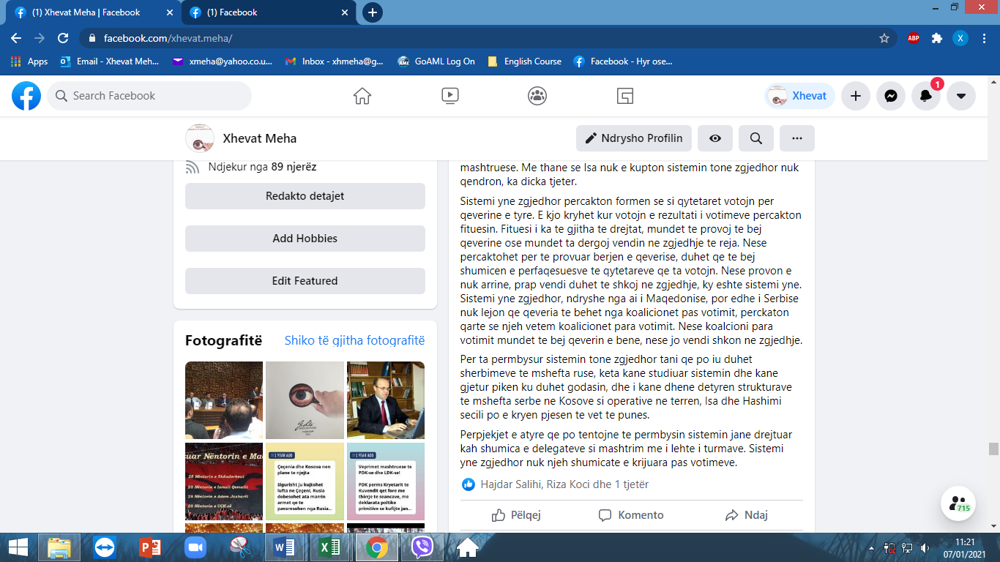 (1) Xhevat Meha | Facebook
(1) Facebook
facebook.com/xhevat.meha/
ABP
X
Apps
Email - Xhevat Meh...
xmeha@yahoo.co.u...
Inbox - xhmeha@g...
GoAML Log On
English Course
Facebook - Hyr ose...
Search Facebook
Xhevat
1
Xhevat Meha
Ndrysho Profilin
Ndjekur nga 89 njerëz
Redakto detajet
Add Hobbies
Edit Featured
Fotografitë
Shiko të gjitha fotografitë
uar Nëntorin e Ma
28 Nëntorin e Skënderbeut
28 Nëntorin e Ismail Qemalit
28 Nëntorin e Adem Jasharit
28 Nëntorin e UÇK-së
1 YEAR AGO
Çeçenia dhe Kosova nen
plane te njejta
Sigurisht ju kujtohet
lufta ne Çeçeni, Rusia
dobesohet ata marrin
armet qe te
pavaresohen nga Rusia...
1 YEAR AGO
Veprimet mashtruese te
PDK-se dhe LDK-se!
PDK perms Kryetarit te
Kuvendit qet fore me
thirrje te seancave, me
deklarata poltike
primitive se kufijte jan...
mashtruese. Me thane se Isa nuk e kupton sistemin tone zgjedhor nuk
qendron, ka dicka tjeter.
Sistemi yne zgjedhor percakton formen se si qytetaret votojn per
qeverine e tyre. E kjo kryhet kur votojn e rezultati i votimeve percakton
fituesin. Fituesi i ka te gjitha te drejtat, mundet te provoj te bej
qeverine ose mundet ta dergoj vendin ne zgjedhje te reja. Nese
percaktohet per te provuar berjen e qeverise, duhet qe te bej
shumicen e perfaqesuesve te qytetareve qe ta votojn. Nese provon e
nuk arrine, prap vendi duhet te shkoj ne zgjedhje, ky eshte sistemi yne.
Sistemi yne zgjedhor, ndryshe nga ai i Maqedonise, por edhe i Serbise
nuk lejon qe qeveria te behet nga koalicionet pas votimit, perckaton
qarte se njeh vetem koalicionet para votimit. Nese koalcioni para
votimit mundet te bej qeverin e bene, nese jo vendi shkon ne zgjedhje.
Per ta permbysur sistemin tone zgjedhor tani qe po iu duhet
sherbimeve te mshefta ruse, keta kane studiuar sistemin dhe kane
gjetur piken ku duhet godasin, dhe i kane dhene detyren strukturave
te mshefta serbe ne Kosove si operative ne terren, Isa dhe Hashimi
secili po e kryen pjesen te vet te punes.
Perpjekjet e atyre qe po tentojne te permbysin sistemin jane drejtuar
kah shumica e delegateve si mashtrim me i lehte i turmave. Sistemi
yne zgjedhor nuk njeh shumicate e krijuara pas votimeve.
Hajdar Salihi, Riza Koci dhe 1 tjetër
Pëlqej
Komento
Ndaj
715
11:21
07/01/2021